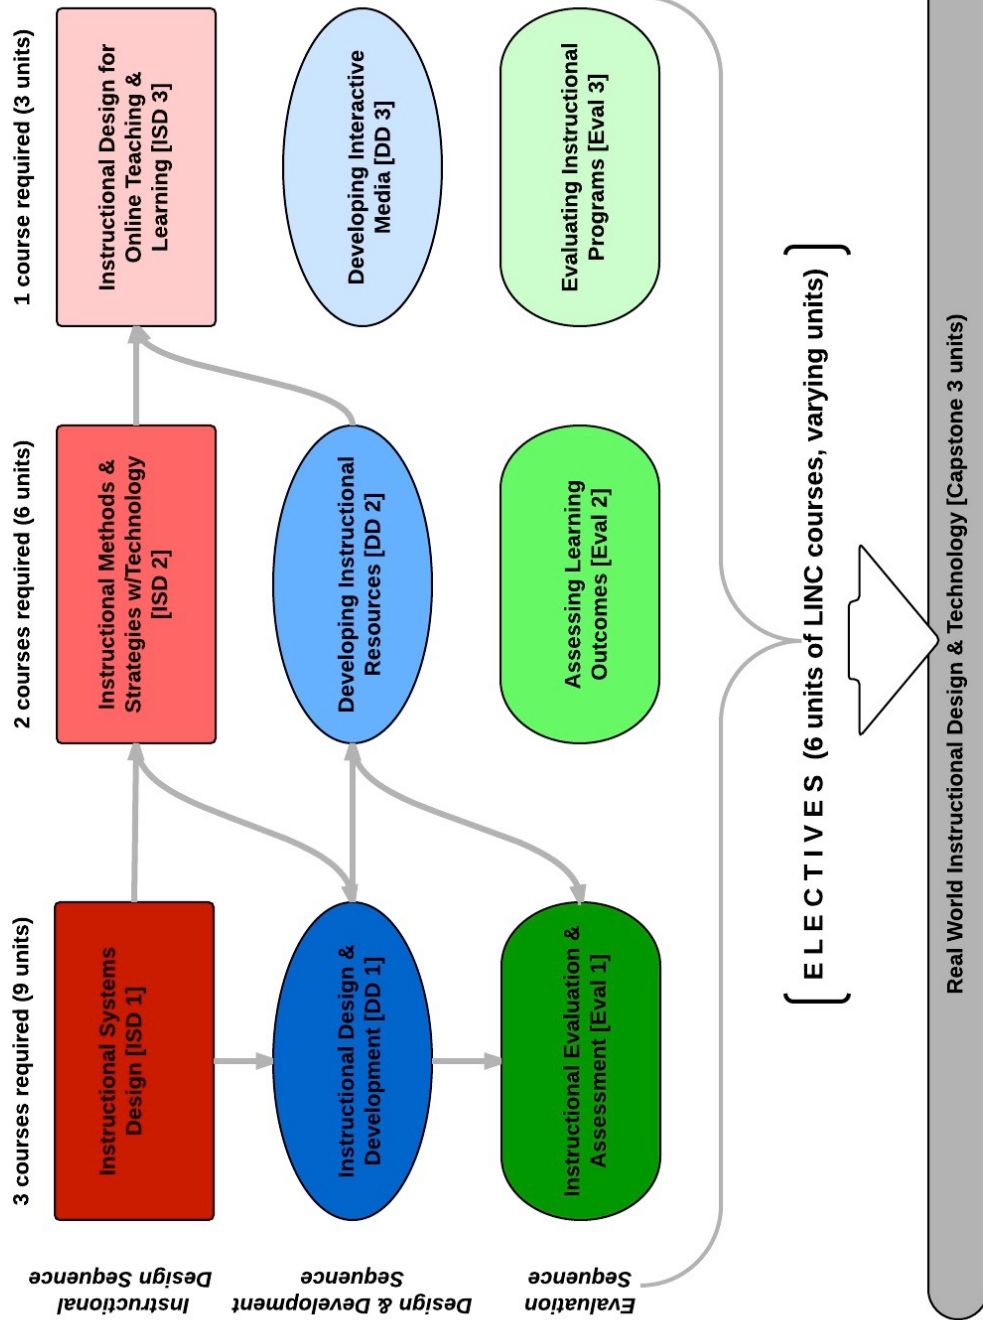 3 courses required (9 units)
2 courses required (6 units)
1 course required (3 units)
Instructional
Design Sequence
Instructional Systems
Design [ISD 1]
Instructional Methods &
Strategies w/Technology
[ISD 2]
Instructional Design for
Online Teaching &
Learning [ISD 3]
Design & Development
Sequence
Instructional Design &
Development [DD 1]
Developing Instructional
Resources [DD 2]
Developing Interactive
Media [DD 3]
Evaluation
Sequence
Instructional Evaluation &
Assessment [Eval 1]
Assessing Learning
Outcomes [Eval 2]
Evaluating Instructional
Programs [Eval 3]
[ E L E C T I V E S (6 units of LINC courses, varying units) ]
Real World Instructional Design & Technology [Capstone 3 units)